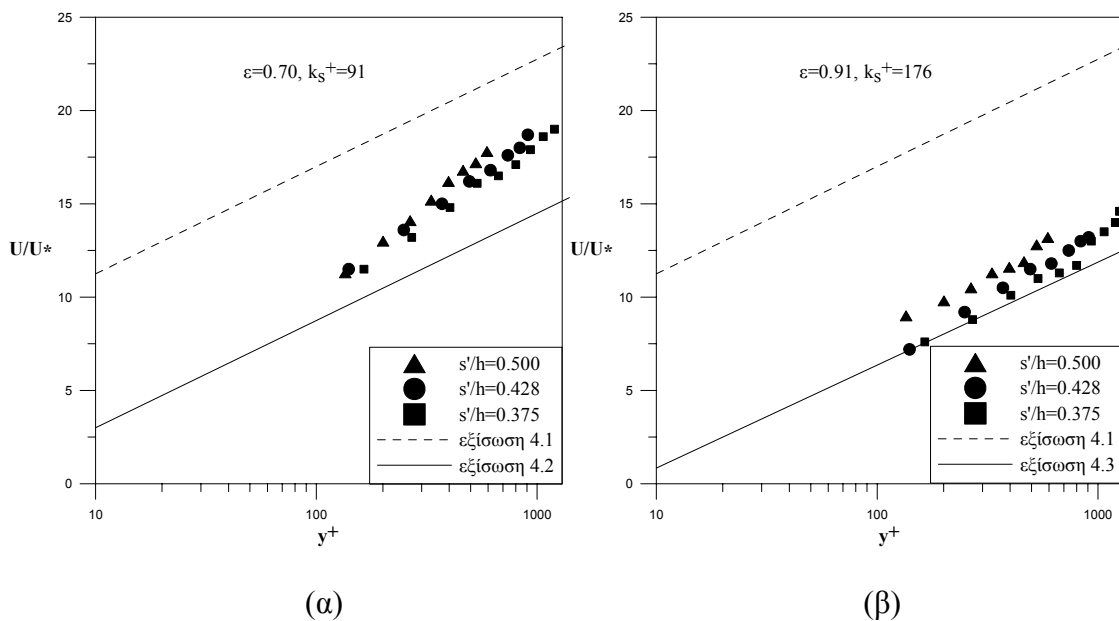 25
20
15
10
5
0
U/U*
ε=0.70, ks+=91
s'/h=0.500
s'/h=0.428
s'/h=0.375
εξίσωση 4.1
εξίσωση 4.2
10
100
1000
y+
(α)
25
20
15
10
5
0
U/U*
ε=0.91, ks+=176
s'/h=0.500
s'/h=0.428
s'/h=0.375
εξίσωση 4.1
εξίσωση 4.3
10
100
1000
y+
(β)